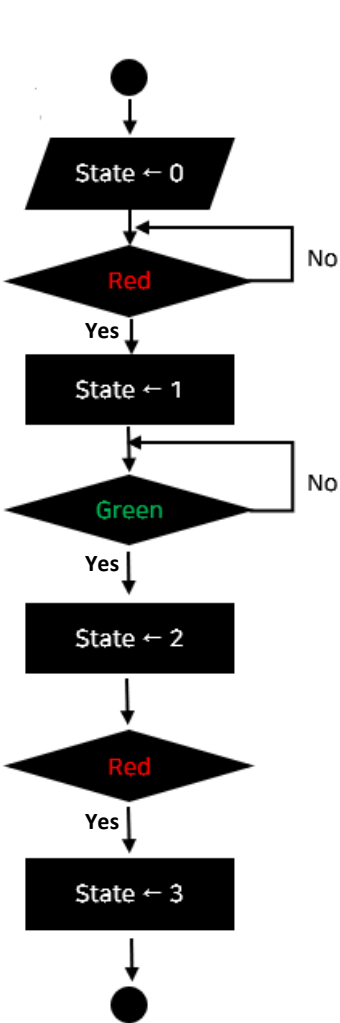 State ← 0
Red
No
Yes
State ← 1
Green
No
Yes
State ← 2
Red
Yes
State ← 3